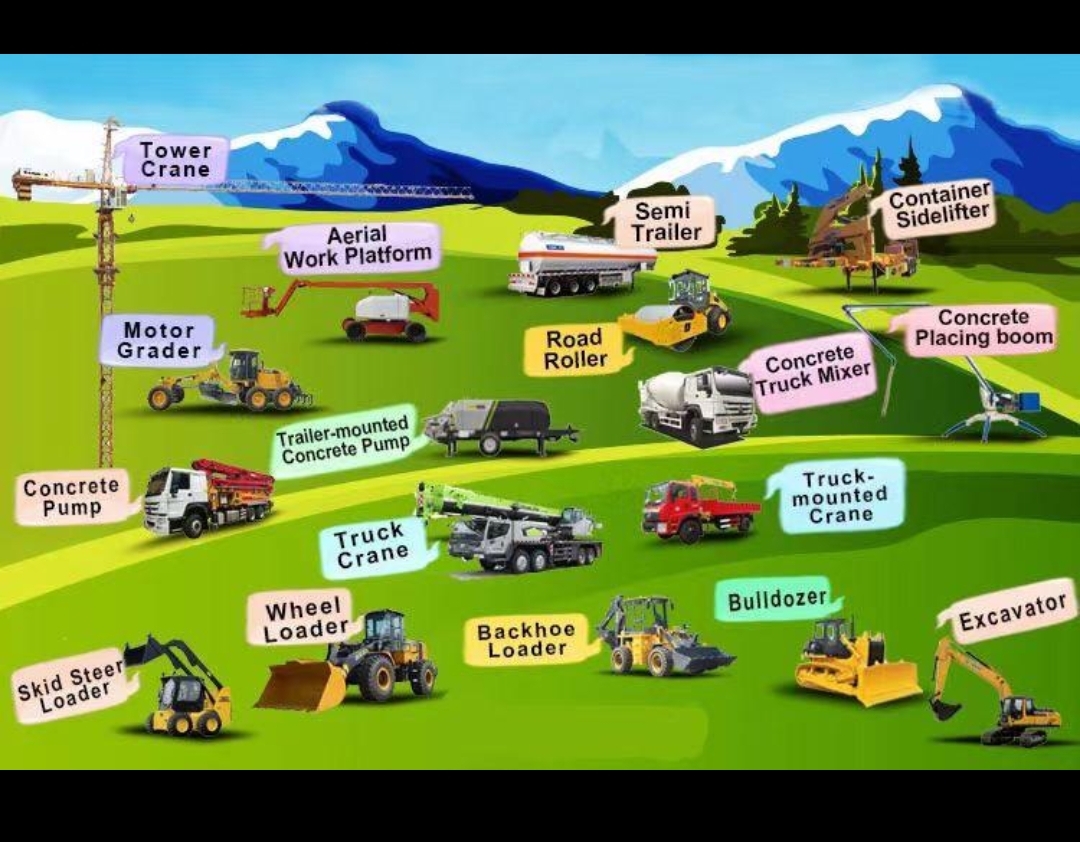 Tower
Crane
Semi
Trailer
Container
Sidelifter
Aerial
Work Platform
Motor
Grader
Road
Roller
Concrete
Placing boom
Concrete
Truck Mixer
Trailer-mounted
Concrete Pump
Concrete
Pump
Truck
Crane
Truck-
mounted
Crane
Wheel
Loader
Backhoe
Loader
Bulldozer
Excavator
Skid Steer
Loader